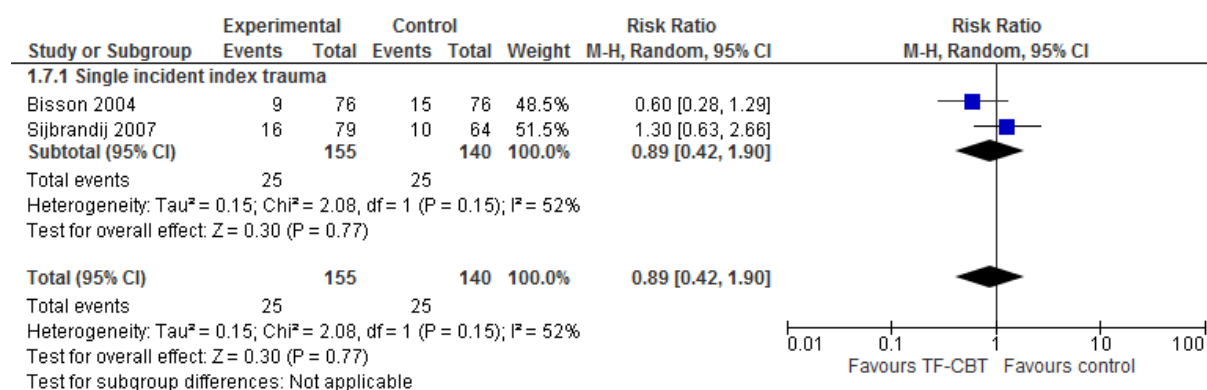 Experimental Control Risk Ratio Risk Ratio
Study or Subgroup Events Total Events Total Weight M-H, Random, 95% CI M-H, Random, 95% CI
1.7.1 Single incident index trauma
Bisson 2004 9 76 15 76 48.5% 0.60 [0.28, 1.29]
Sijbrandij 2007 16 79 10 64 51.5% 1.30 [0.63, 2.66]
Subtotal (95% CI) 155 140 100.0% 0.89 [0.42, 1.90]
Total events 25 25
Heterogeneity: Tau² = 0.15; Chi² = 2.08, df = 1 (P = 0.15); I² = 52%
Test for overall effect: Z = 0.30 (P = 0.77)
Total (95% CI) 155 140 100.0% 0.89 [0.42, 1.90]
Total events 25 25
Heterogeneity: Tau² = 0.15; Chi² = 2.08, df = 1 (P = 0.15); I² = 52%
Test for overall effect: Z = 0.30 (P = 0.77)
Test for subgroup differences: Not applicable
0.01 0.1 1 10 100
Favours TF-CBT Favours control